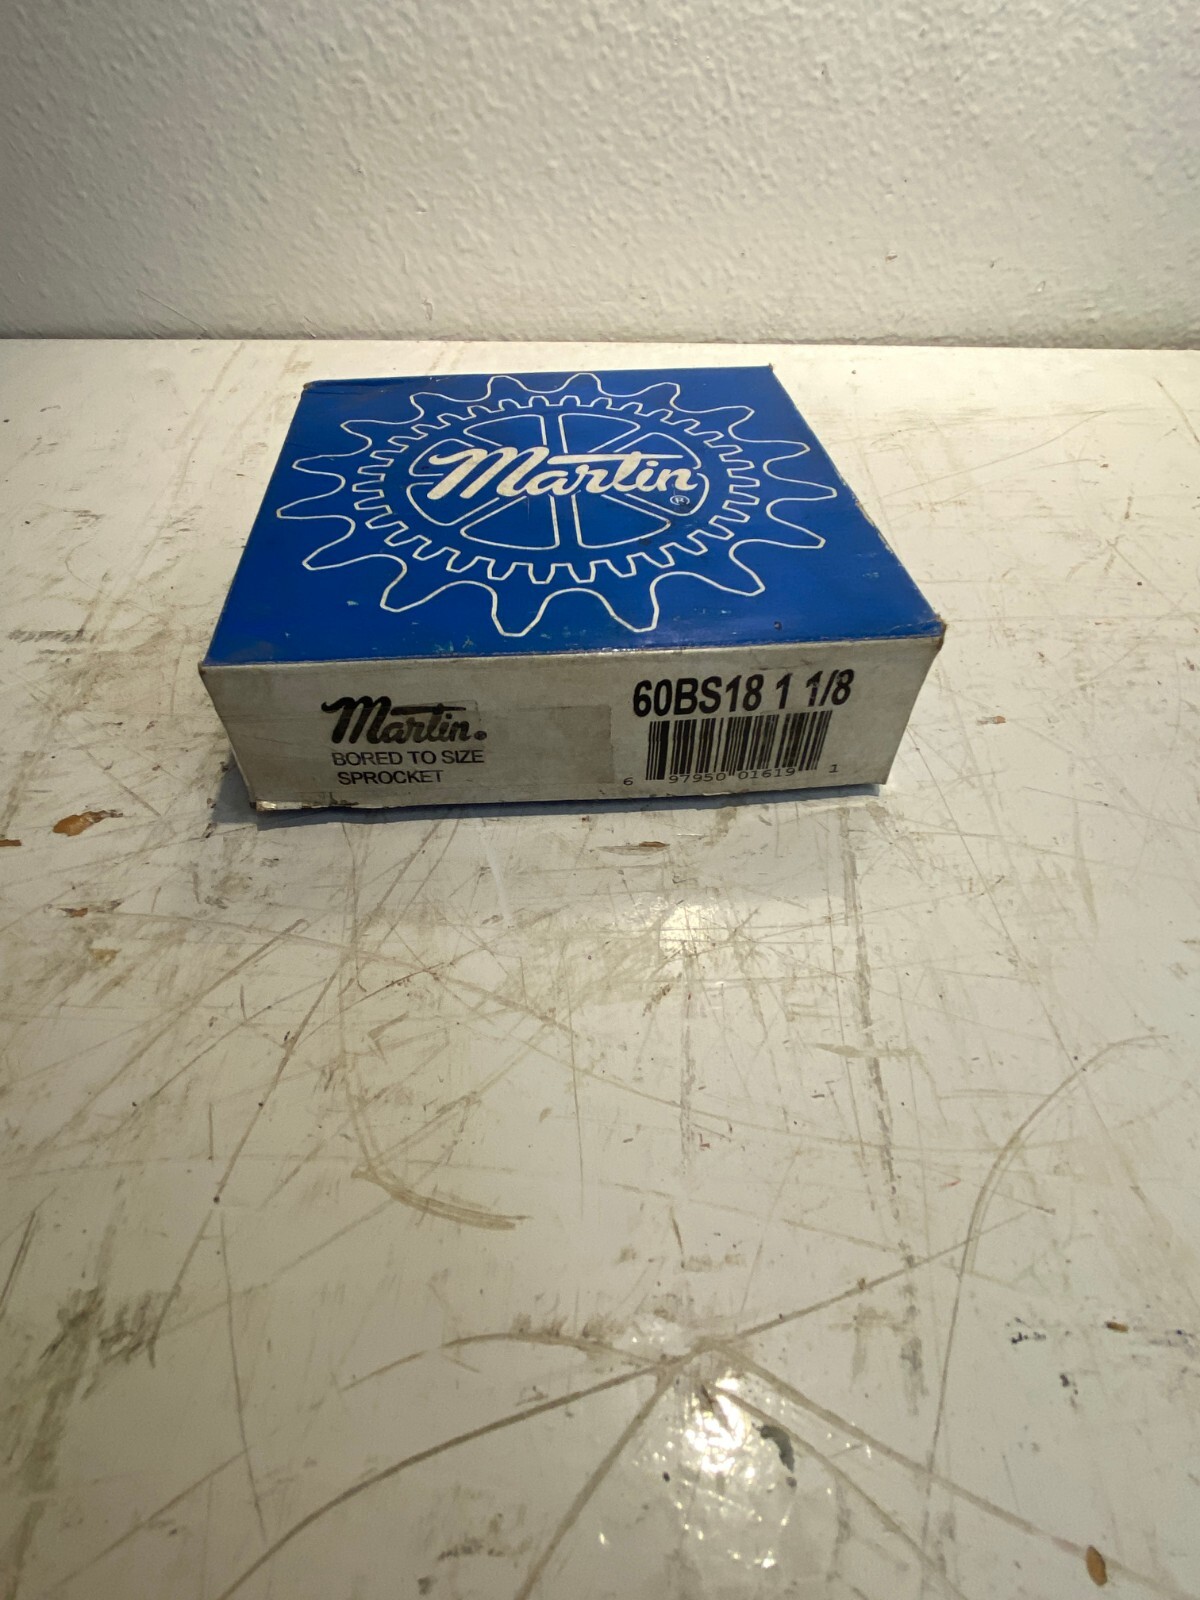 Martin®
Martin®
BORED TO SIZE
SPROCKET
60BS18 1 1/8
6 97950 01619 1